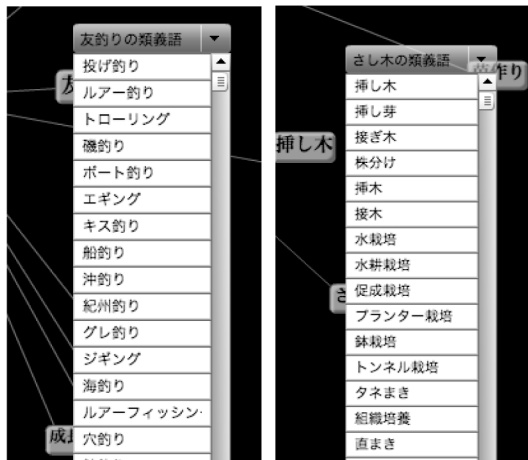 友釣りの類義語
投げ釣り
ルアー釣り
トローリング
磯釣り
ボート釣り
エギング
キス釣り
船釣り
沖釣り
紀州釣り
グレ釣り
ジギング
海釣り
ルアーフィッシン
穴釣り
友
成長
さし木の類義語
挿し木
挿し芽
接ぎ木
株分け
挿木
接木
水栽培
水耕栽培
促成栽培
プランター栽培
鉢栽培
トンネル栽培
タネまき
組織培養
直まき
作り
挿し木
さ